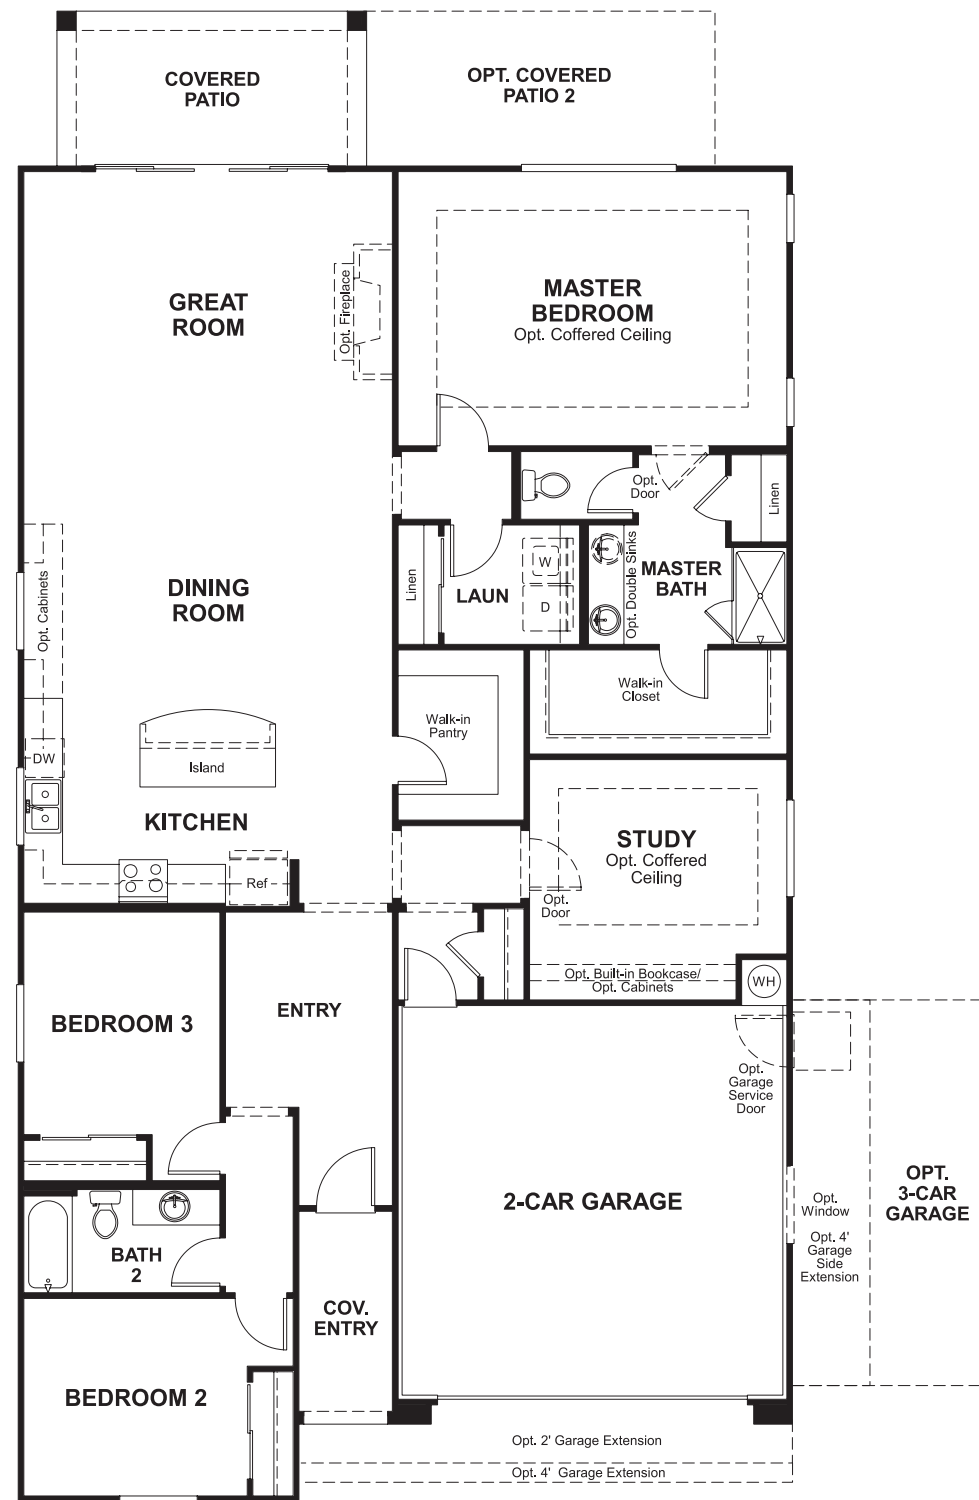 COVERED
PATIO
OPT. COVERED
PATIO 2
GREAT
ROOM
Opt. Fireplace
MASTER
BEDROOM
Opt. Coffered Ceiling
Opt.
Door
Linen
Opt. Cabinets
DINING
ROOM
Linen
LAUN
W
D
Opt. Double Sinks
MASTER
BATH
Walk-in
Closet
Walk-in
Pantry
DW
Island
KITCHEN
Ref
STUDY
Opt. Coffered
Ceiling
Opt.
Door
Opt. Built-in Bookcase/
Opt. Cabinets
WH
BEDROOM 3
ENTRY
Opt.
Garage
Service
Door
2-CAR GARAGE
Opt.
Window
Opt. 4'
Garage
Side
Extension
OPT.
3-CAR
GARAGE
BATH
2
COV.
ENTRY
BEDROOM 2
Opt. 2' Garage Extension
Opt. 4' Garage Extension